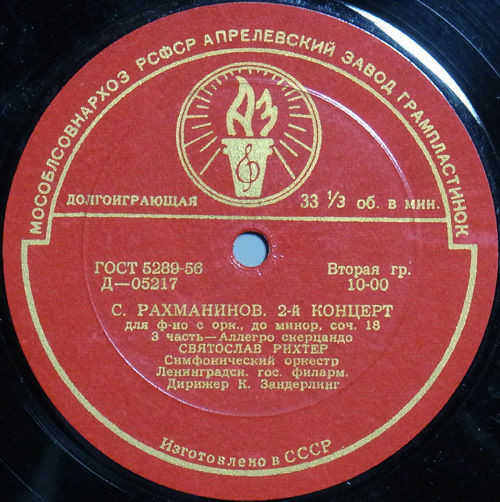 МОСОБЛСОВНАРХОЗ РСФСР АПРЕЛЕВСКИЙ ЗАВОД ГРАМПЛАСТИНОК
АЗ
ДОЛГОИГРАЮЩАЯ 33 ⅓ об. в мин.
ГОСТ 5289-56 Вторая гр.
Д—05217 10-00
С. РАХМАНИНОВ. 2-й КОНЦЕРТ
для ф-но с орк., до минор, соч. 18
3 часть—Аллегро скерцандо
СВЯТОСЛАВ РИХТЕР
Симфонический оркестр
Ленинградск. гос. филарм.
Дирижер К. Зандерлинг
Изготовлено в СССР